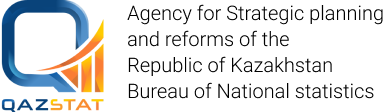 QAZSTAT
Agency for Strategic planning
and reforms of the
Republic of Kazakhstan
Bureau of National statistics